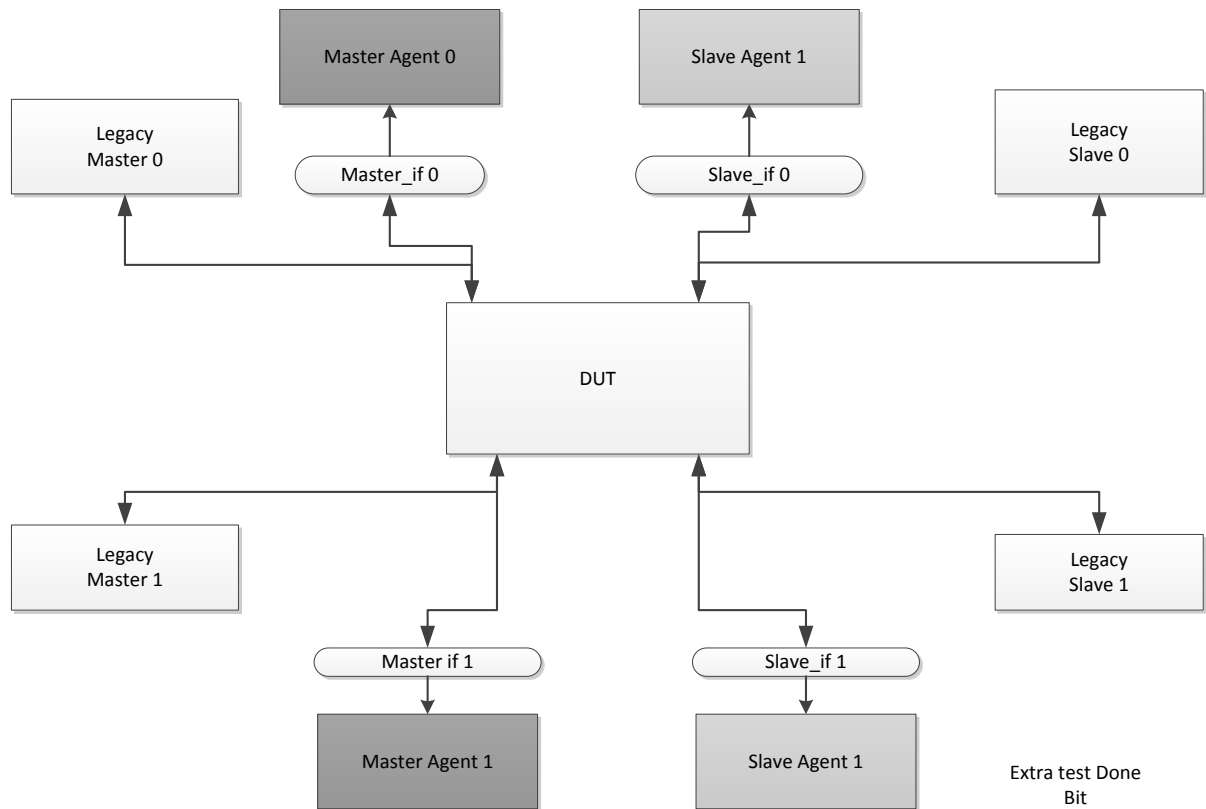 Master Agent 0
Slave Agent 1
Legacy
Master 0
Legacy
Slave 0
Master_if 0
Slave_if 0
DUT
Legacy
Master 1
Legacy
Slave 1
Master if 1
Slave_if 1
Master Agent 1
Slave Agent 1
Extra test Done
Bit